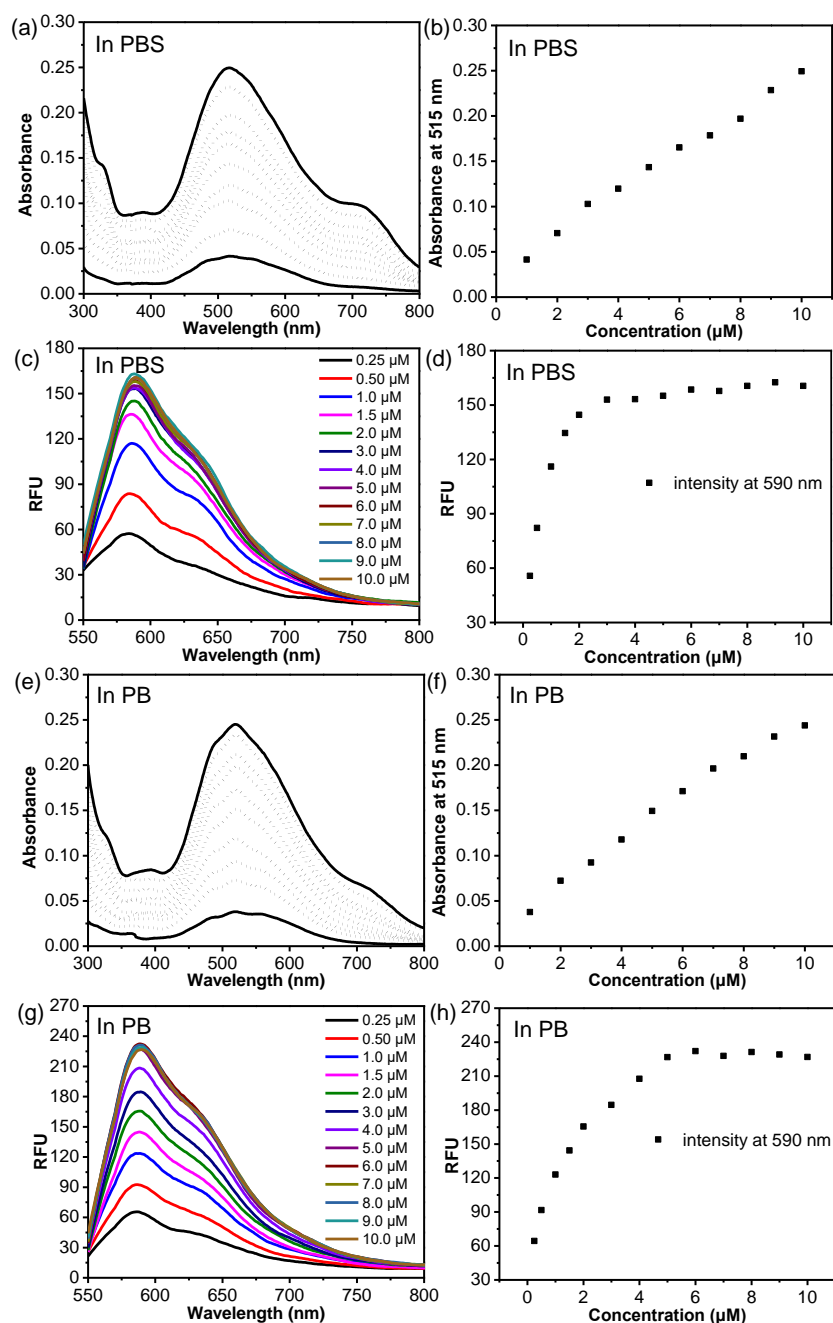 (a)
In PBS
Absorbance
0.30
0.25
0.20
0.15
0.10
0.05
0.00
300 400 500 600 700 800
Wavelength (nm)
(b)
In PBS
Absorbance at 515 nm
0.30
0.25
0.20
0.15
0.10
0.05
0.00
0 2 4 6 8 10
Concentration (µM)
(c)
In PBS
RFU
180
150
120
90
60
30
0
550 600 650 700 750 800
Wavelength (nm)
0.25 µM
0.50 µM
1.0 µM
1.5 µM
2.0 µM
3.0 µM
4.0 µM
5.0 µM
6.0 µM
7.0 µM
8.0 µM
9.0 µM
10.0 µM
(d)
In PBS
RFU
180
150
120
90
60
30
0 2 4 6 8 10
Concentration (µM)
intensity at 590 nm
(e)
In PB
Absorbance
0.30
0.25
0.20
0.15
0.10
0.05
0.00
300 400 500 600 700 800
Wavelength (nm)
(f)
In PB
Absorbance at 515 nm
0.30
0.25
0.20
0.15
0.10
0.05
0.00
0 2 4 6 8 10
Concentration (µM)
(g)
In PB
RFU
270
240
210
180
150
120
90
60
30
0
550 600 650 700 750 800
Wavelength (nm)
0.25 µM
0.50 µM
1.0 µM
1.5 µM
2.0 µM
3.0 µM
4.0 µM
5.0 µM
6.0 µM
7.0 µM
8.0 µM
9.0 µM
10.0 µM
(h)
In PB
RFU
270
240
210
180
150
120
90
60
30
0 2 4 6 8 10
Concentration (µM)
intensity at 590 nm